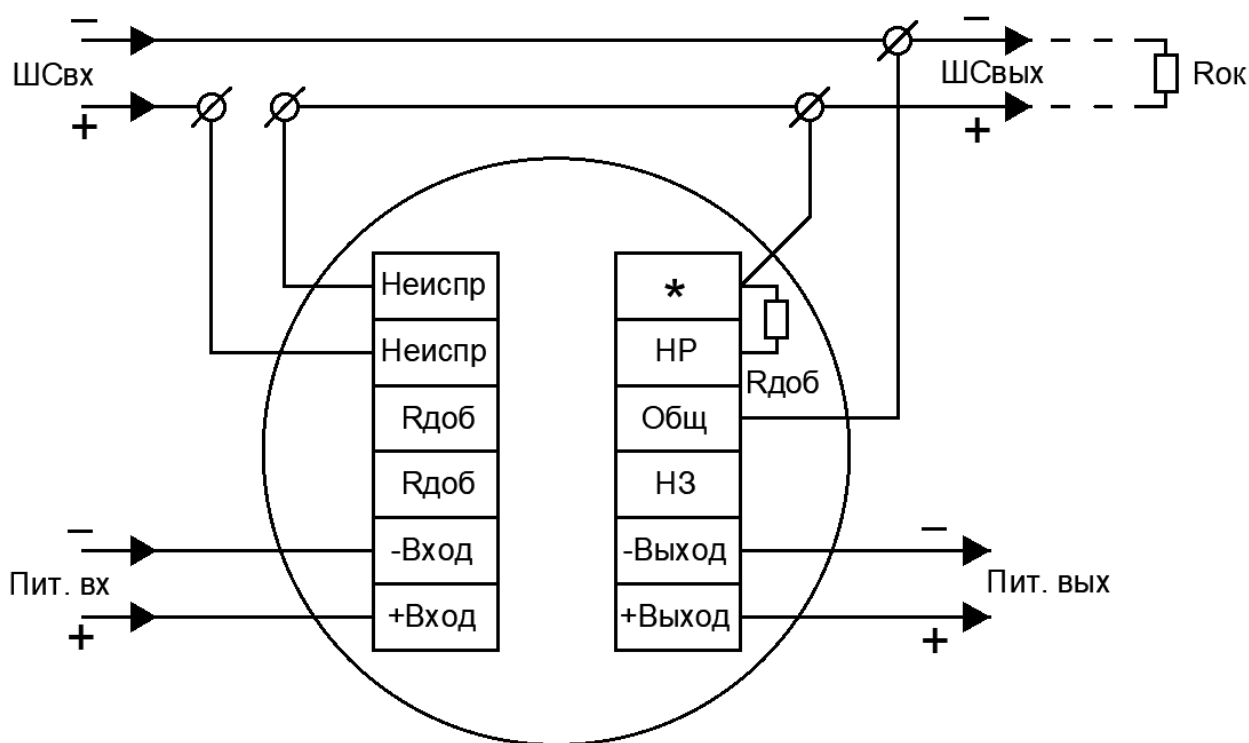 − −
ШСвх ШСвых Rок
+ +
Неиспр *
Неиспр НР
Rдоб
Rдоб Общ
Rдоб НЗ
− −
-Вход -Выход
Пит. вх Пит. вых
+Вход +Выход
+ +